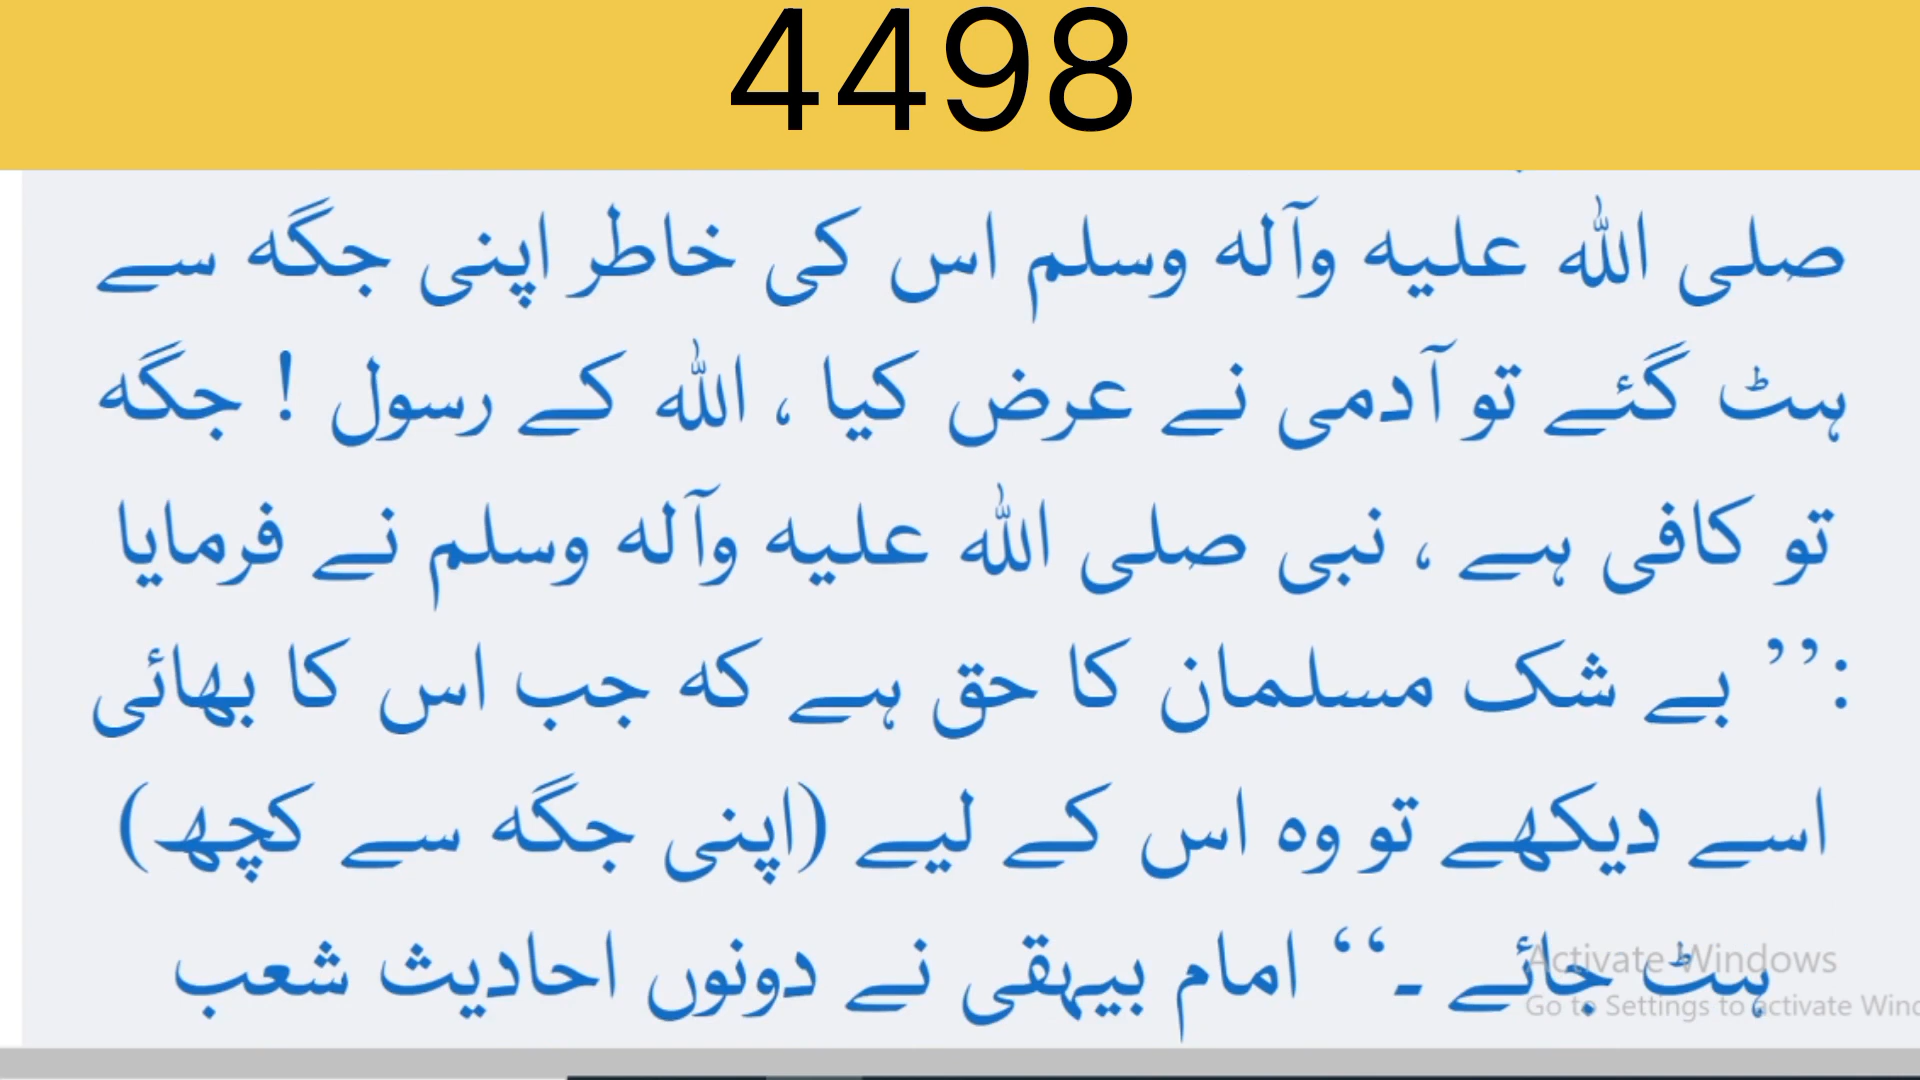 4498
صلی اللہ علیہ وآلہ وسلم اس کی خاطر اپنی جگہ سے
ہٹ گئے تو آدمی نے عرض کیا ، اللہ کے رسول ! جگہ
تو کافی ہے ، نبی صلی اللہ علیہ وآلہ وسلم نے فرمایا
:’’ بے شک مسلمان کا حق ہے کہ جب اس کا بھائی
اسے دیکھے تو وہ اس کے لیے (اپنی جگہ سے کچھ)
ہٹ جائے ۔‘‘ امام بیہقی نے دونوں احادیث شعب
Activate Windows
Go to Settings to activate Wind